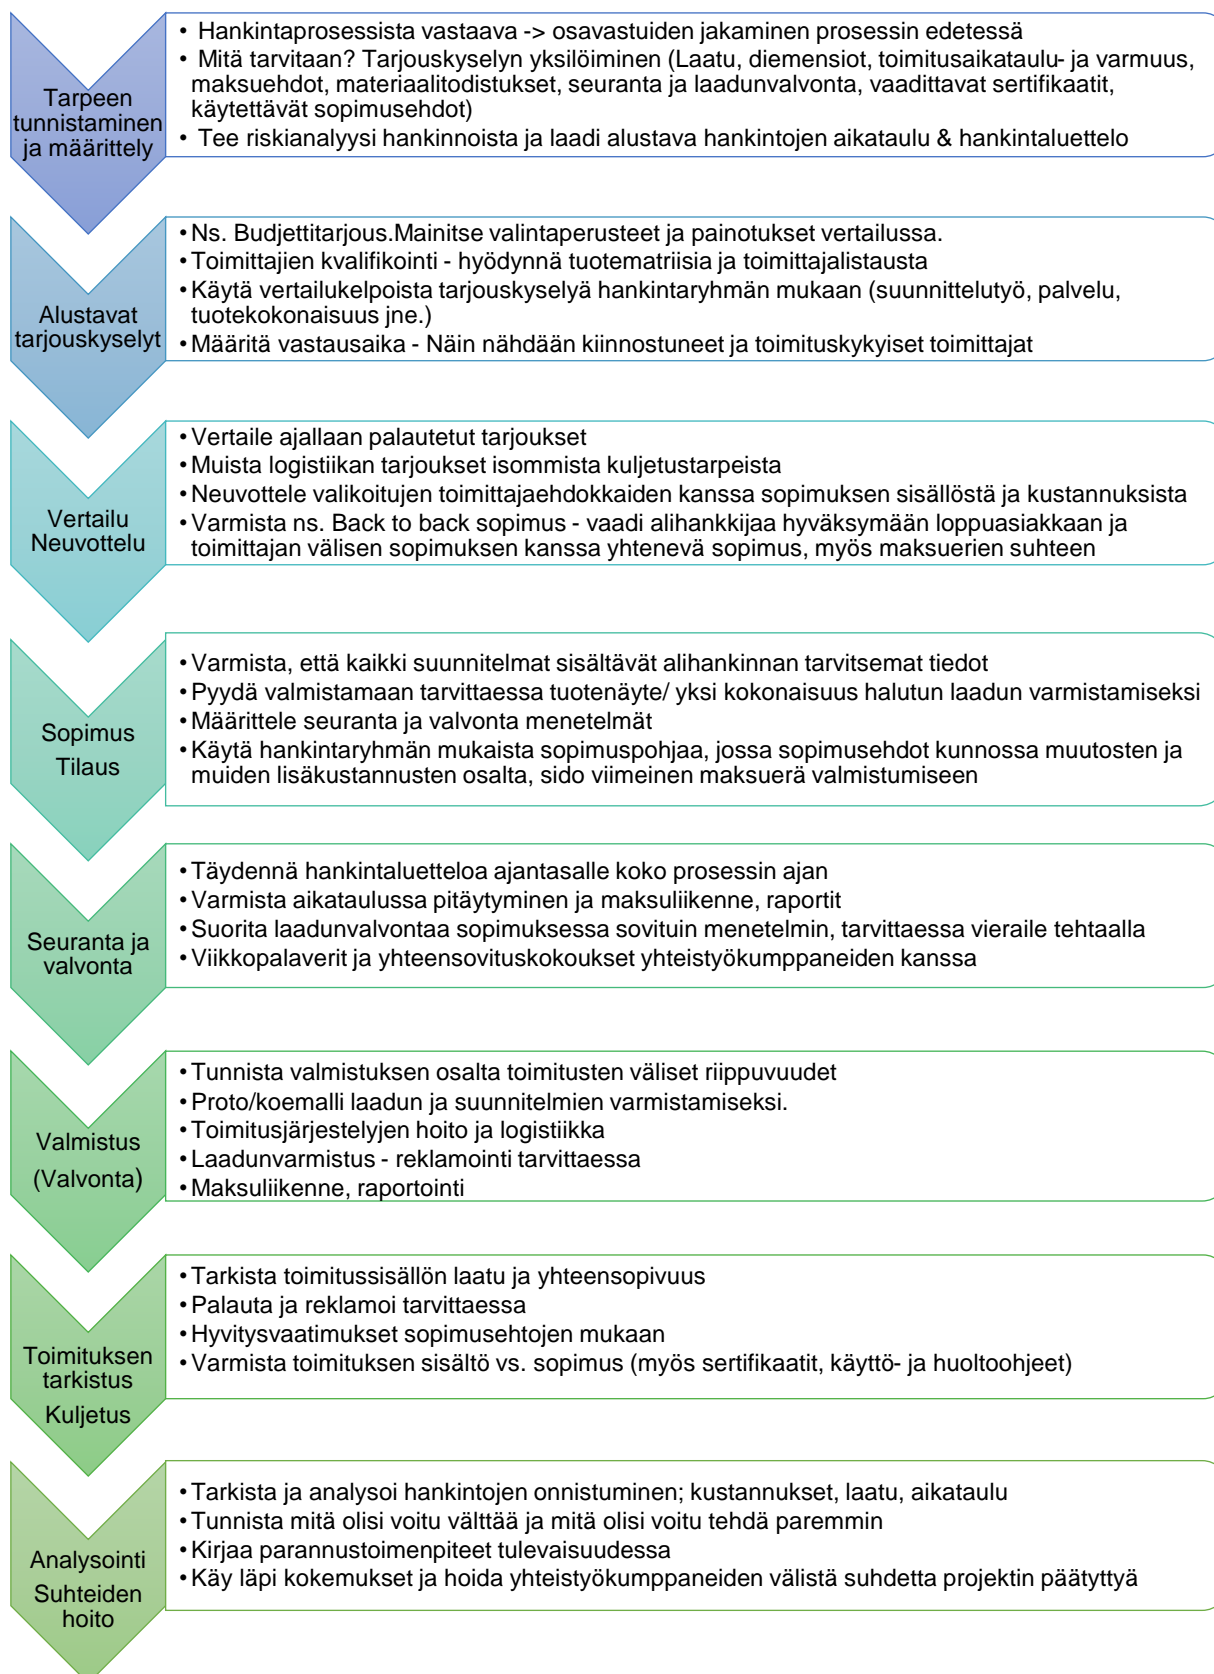 Tarpeen
tunnistaminen
ja määrittely
• Hankintaprosessista vastaava -> osavastuiden jakaminen prosessin edetessä
• Mitä tarvitaan? Tarjouskyselyn yksilöiminen (Laatu, diemensiot, toimitusaikataulu- ja varmuus,
maksuehdot, materiaalitodistukset, seuranta ja laadunvalvonta, vaadittavat sertifikaatit,
käytettävät sopimusehdot)
• Tee riskianalyysi hankinnoista ja laadi alustava hankintojen aikataulu & hankintaluettelo
Alustavat
tarjouskyselyt
• Ns. Budjettitarjous.Mainitse valintaperusteet ja painotukset vertailussa.
• Toimittajien kvalifikointi - hyödynnä tuotematriisia ja toimittajalistausta
• Käytä vertailukelpoista tarjouskyselyä hankintaryhmän mukaan (suunnittelutyö, palvelu,
tuotekokonaisuus jne.)
• Määritä vastausaika - Näin nähdään kiinnostuneet ja toimituskykyiset toimittajat
Vertailu
Neuvottelu
• Vertaile ajallaan palautetut tarjoukset
• Muista logistiikan tarjoukset isommista kuljetustarpeista
• Neuvottele valikoitujen toimittajaehdokkaiden kanssa sopimuksen sisällöstä ja kustannuksista
• Varmista ns. Back to back sopimus - vaadi alihankkijaa hyväksymään loppuasiakkaan ja
toimittajan välisen sopimuksen kanssa yhtenevä sopimus, myös maksuerien suhteen
Sopimus
Tilaus
• Varmista, että kaikki suunnitelmat sisältävät alihankinnan tarvitsemat tiedot
• Pyydä valmistamaan tarvittaessa tuotenäyte/ yksi kokonaisuus halutun laadun varmistamiseksi
• Määrittele seuranta ja valvonta menetelmät
• Käytä hankintaryhmän mukaista sopimuspohjaa, jossa sopimusehdot kunnossa muutosten ja
muiden lisäkustannusten osalta, sido viimeinen maksuerä valmistumiseen
Seuranta ja
valvonta
• Täydennä hankintaluetteloa ajantasalle koko prosessin ajan
• Varmista aikataulussa pitäytyminen ja maksuliikenne, raportit
• Suorita laadunvalvontaa sopimuksessa sovituin menetelmin, tarvittaessa vieraile tehtaalla
• Viikkopalaverit ja yhteensovituskokoukset yhteistyökumppaneiden kanssa
Valmistus
(Valvonta)
• Tunnista valmistuksen osalta toimitusten väliset riippuvuudet
• Proto/koemalli laadun ja suunnitelmien varmistamiseksi.
• Toimitusjärjestelyjen hoito ja logistiikka
• Laadunvarmistus - reklamointi tarvittaessa
• Maksuliikenne, raportointi
Toimituksen
tarkistus
Kuljetus
• Tarkista toimitussisällön laatu ja yhteensopivuus
• Palauta ja reklamoi tarvittaessa
• Hyvitysvaatimukset sopimusehtojen mukaan
• Varmista toimituksen sisältö vs. sopimus (myös sertifikaatit, käyttö- ja huoltoohjeet)
Analysointi
Suhteiden
hoito
• Tarkista ja analysoi hankintojen onnistuminen; kustannukset, laatu, aikataulu
• Tunnista mitä olisi voitu välttää ja mitä olisi voitu tehdä paremmin
• Kirjaa parannustoimenpiteet tulevaisuudessa
• Käy läpi kokemukset ja hoida yhteistyökumppaneiden välistä suhdetta projektin päätyttyä